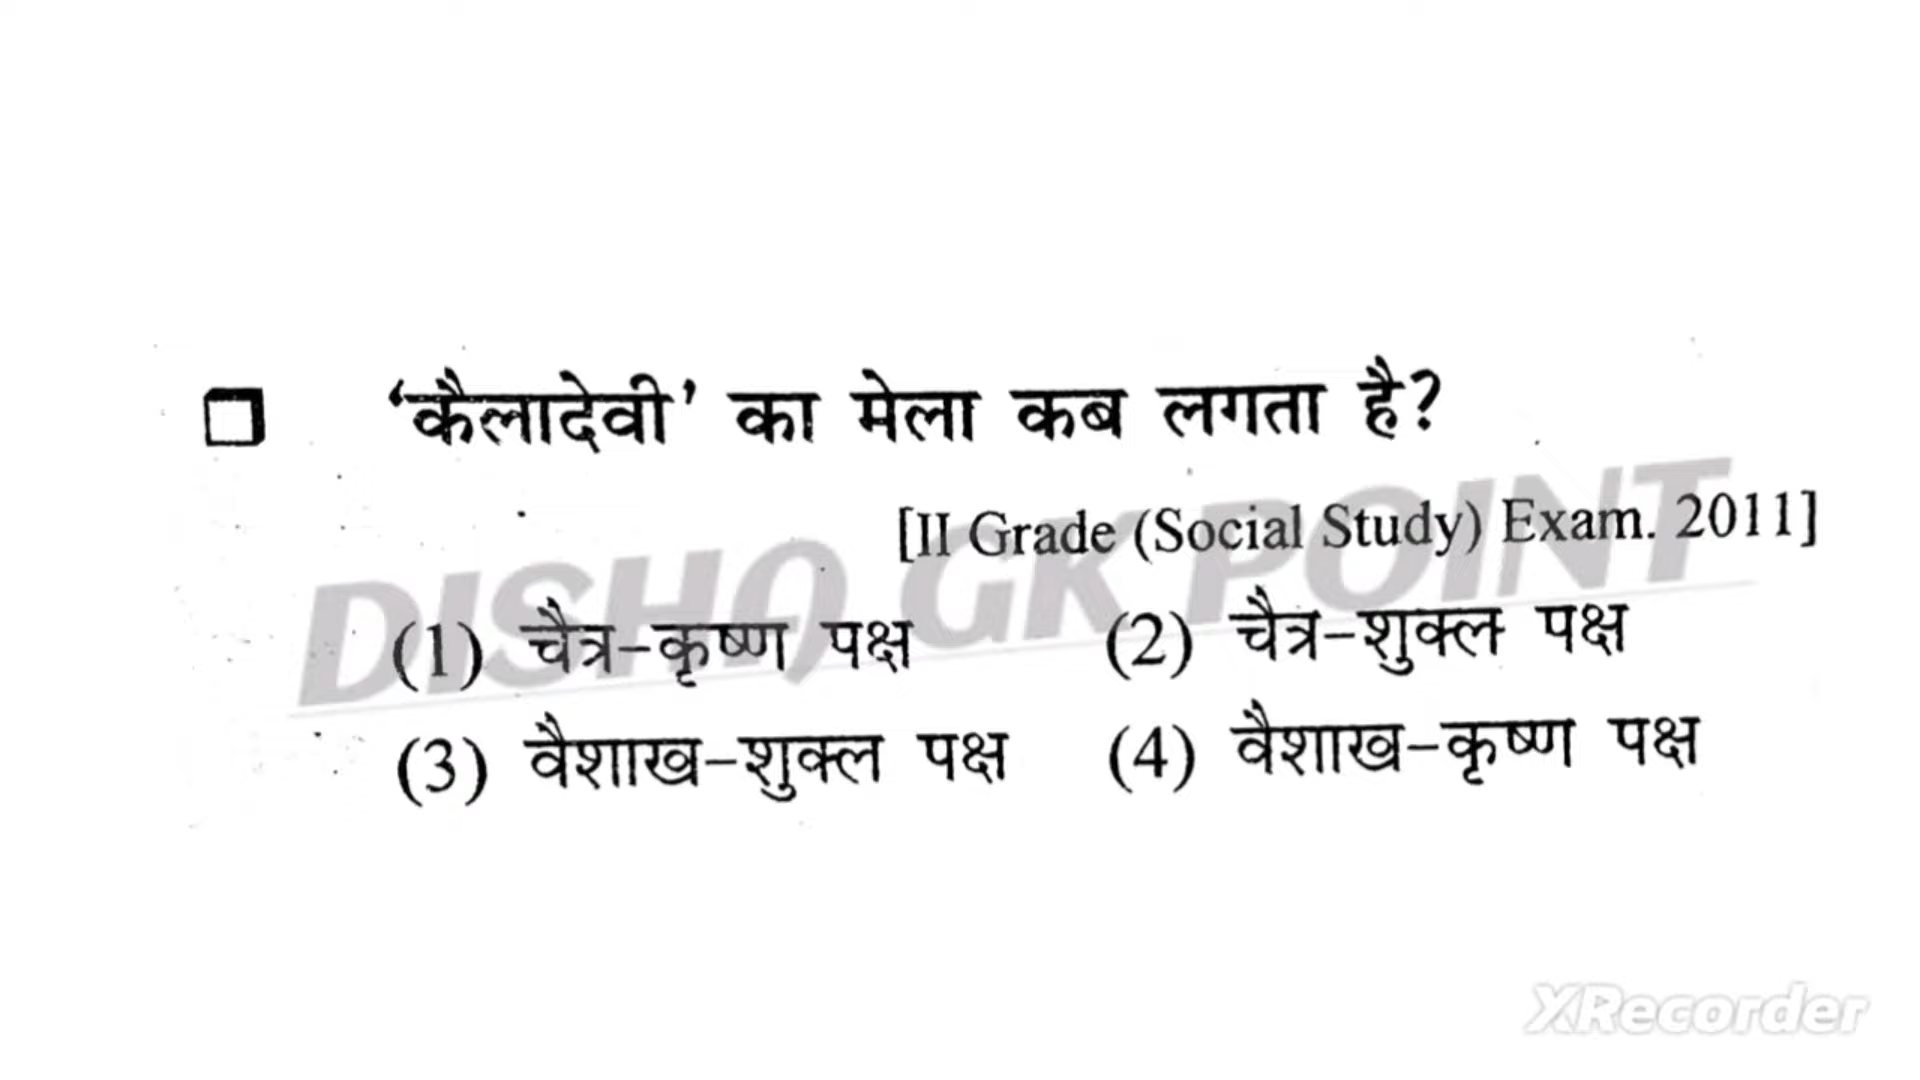 ‘कैलादेवी’ का मेला कब लगता है?
[II Grade (Social Study) Exam. 2011]
DISHA GK POINT
(1) चैत्र-कृष्ण पक्ष (2) चैत्र-शुक्ल पक्ष
(3) वैशाख-शुक्ल पक्ष (4) वैशाख-कृष्ण पक्ष
XRecorder